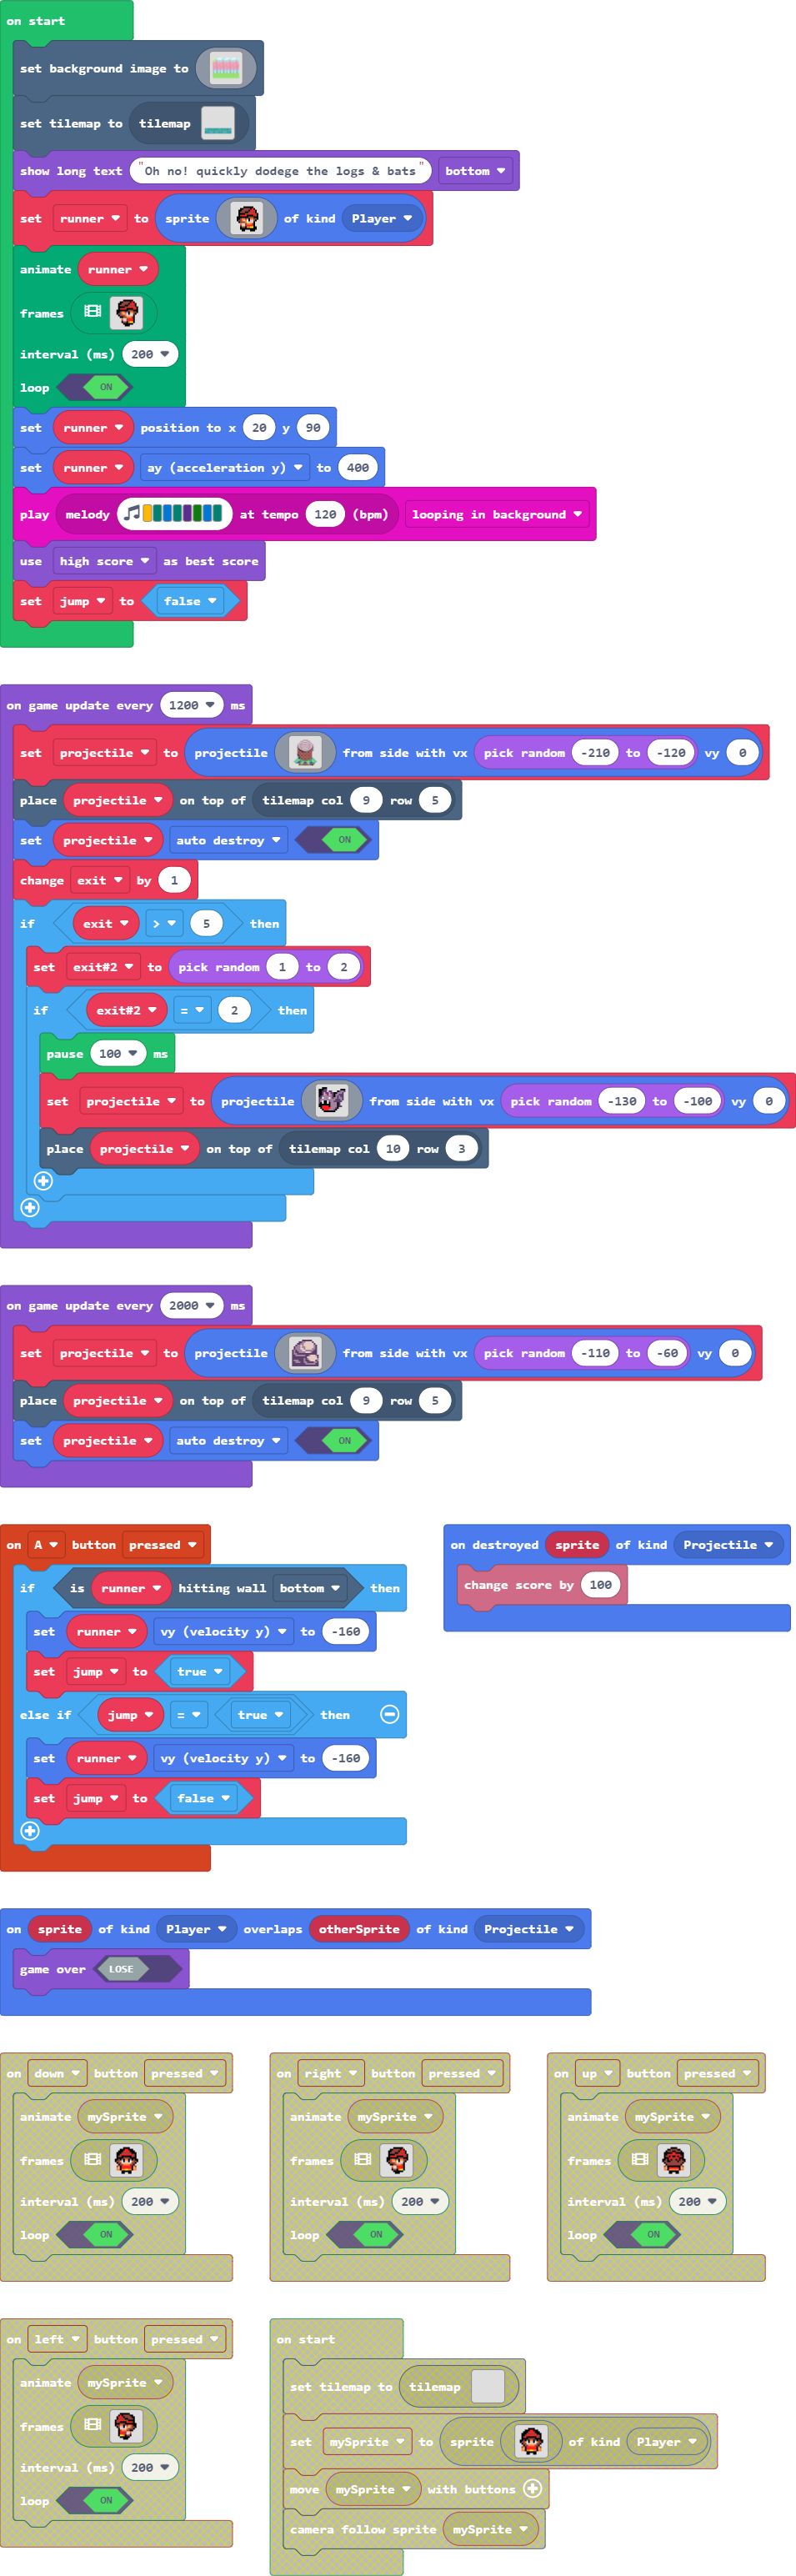 on start
set background image to
set tilemap to tilemap
show long text "Oh no! quickly dodege the logs & bats" bottom
set runner to sprite of kind Player
animate runner
frames
interval (ms) 200
loop ON
set runner position to x 20 y 90
set runner ay (acceleration y) to 400
play melody at tempo 120 (bpm) looping in background
use high score as best score
set jump to false
on game update every 1200 ms
set projectile to projectile from side with vx pick random -210 to -120 vy 0
place projectile on top of tilemap col 9 row 5
set projectile auto destroy ON
change exit by 1
if exit > 5 then
set exit#2 to pick random 1 to 2
if exit#2 = 2 then
pause 100 ms
set projectile to projectile from side with vx pick random -130 to -100 vy 0
place projectile on top of tilemap col 10 row 3
on game update every 2000 ms
set projectile to projectile from side with vx pick random -110 to -60 vy 0
place projectile on top of tilemap col 9 row 5
set projectile auto destroy ON
on A button pressed
if is runner hitting wall bottom then
set runner vy (velocity y) to -160
set jump to true
else if jump = true then
set runner vy (velocity y) to -160
set jump to false
on destroyed sprite of kind Projectile
change score by 100
on sprite of kind Player overlaps otherSprite of kind Projectile
game over LOSE
on down button pressed
animate mySprite
frames
interval (ms) 200
loop ON
on right button pressed
animate mySprite
frames
interval (ms) 200
loop ON
on up button pressed
animate mySprite
frames
interval (ms) 200
loop ON
on left button pressed
animate mySprite
frames
interval (ms) 200
loop ON
on start
set tilemap to tilemap
set mySprite to sprite of kind Player
move mySprite with buttons
camera follow sprite mySprite